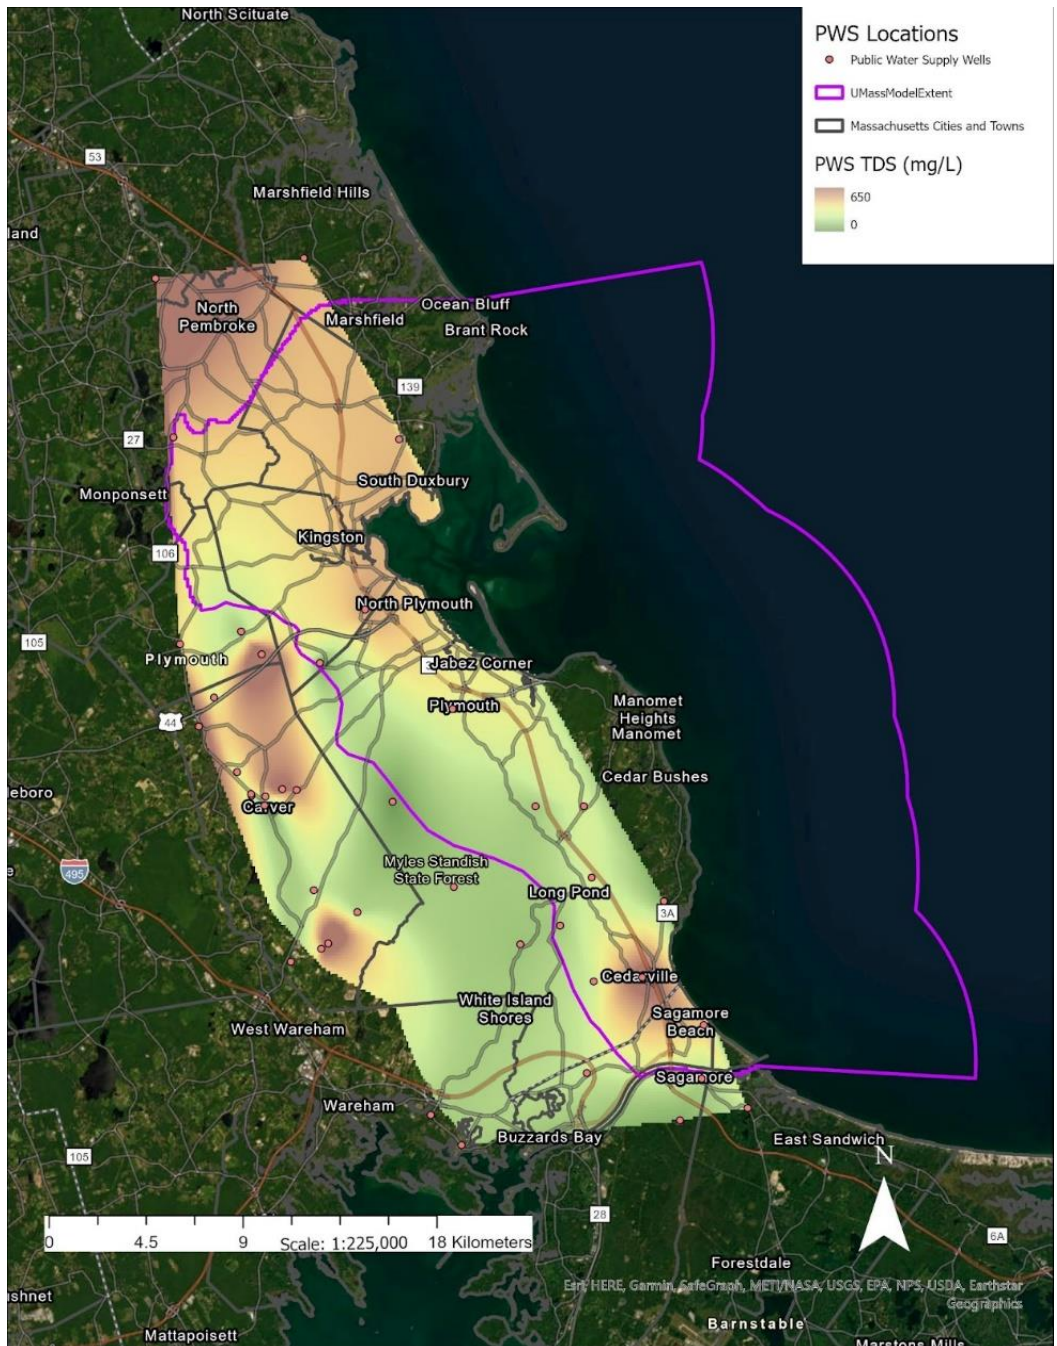 North Scituate
PWS Locations
Public Water Supply Wells
UMassModelExtent
Massachusetts Cities and Towns
PWS TDS (mg/L)
650
0
53
Marshfield Hills
land
North
Pembroke
Marshfield
Ocean Bluff
Brant Rock
139
27
South Duxbury
Monponsett
Kingston
106
North Plymouth
105
Plymouth
Jabez Corner
Manomet
Heights
Manomet
Plymouth
44
Cedar Bushes
leboro
Carver
Myles Standish
State Forest
495
Long Pond
3A
Cedarville
White Island
Shores
Sagamore
Beach
West Wareham
Sagamore
Wareham
Buzzards Bay
East Sandwich
105
N
28
0 4.5 9 18 Kilometers
Scale: 1:225,000
6A
Forestdale
Esri, HERE, Garmin, SafeGraph, METI/NASA, USGS, EPA, NPS, USDA, Earthstar
Geographics
ushnet
Barnstable
Mattapoisett
Marstons Mills